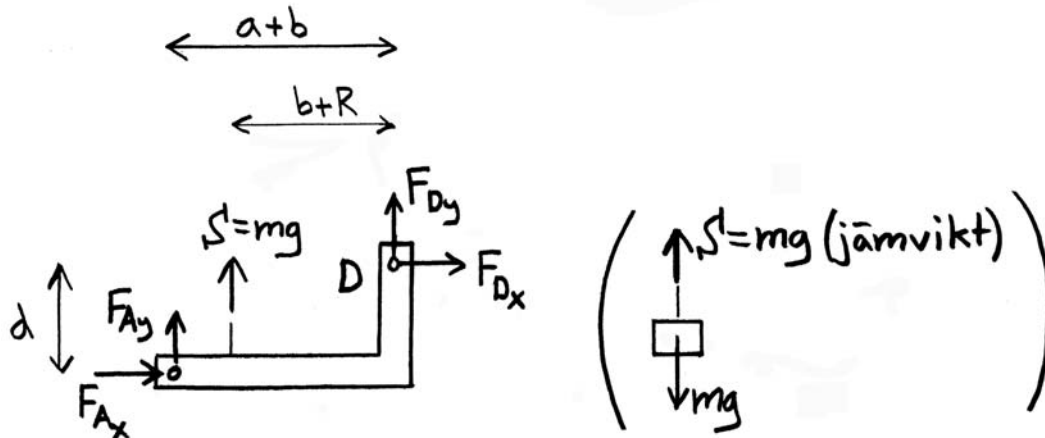 a+b
b+R
F_Dy
S=mg
D
F_Dx
d
F_Ay
F_Ax
S=mg (jämvikt)
mg